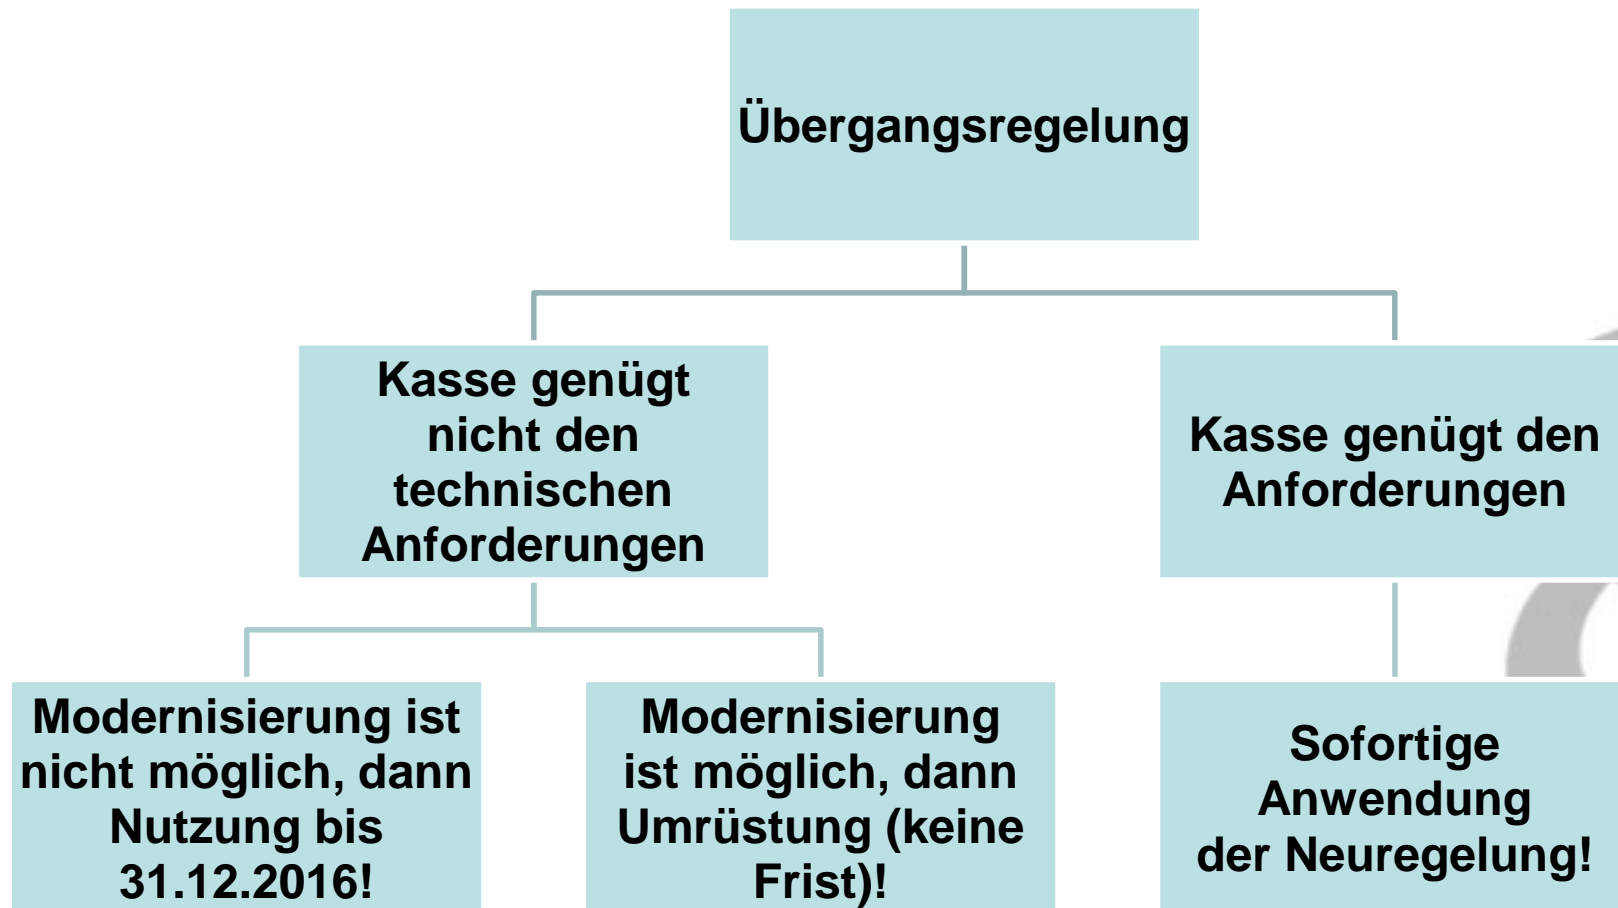 Übergangsregelung
Kasse genügt
nicht den
technischen
Anforderungen
Kasse genügt den
Anforderungen
Modernisierung ist
nicht möglich, dann
Nutzung bis
31.12.2016!
Modernisierung
ist möglich, dann
Umrüstung (keine
Frist)!
Sofortige
Anwendung
der Neuregelung!